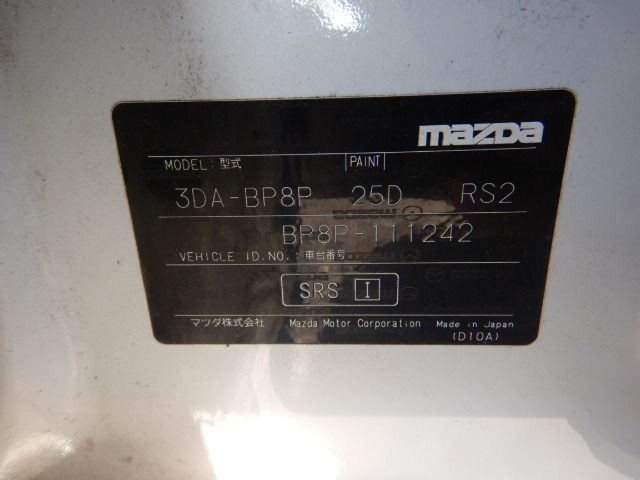 mazda
MODEL:型式 PAINT
3DA-BP8P 25D RS2
BP8P-111242
VEHICLE ID.NO.:車台番号
SRS I
マツダ株式会社 Mazda Motor Corporation Made in Japan
(D10A)